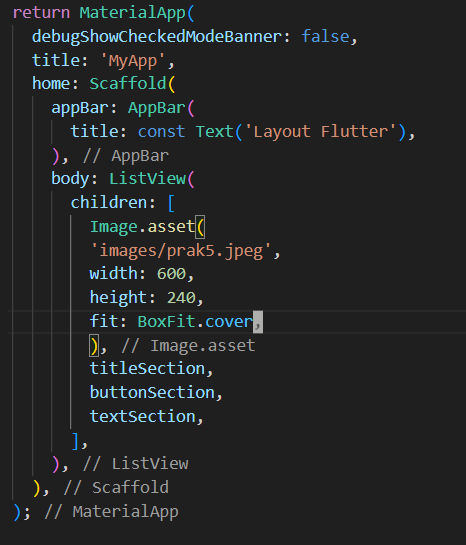 return MaterialApp(
debugShowCheckedModeBanner: false,
title: 'MyApp',
home: Scaffold(
appBar: AppBar(
title: const Text('Layout Flutter'),
), // AppBar
body: ListView(
children: [
Image.asset(
'images/prak5.jpeg',
width: 600,
height: 240,
fit: BoxFit.cover,
), // Image.asset
titleSection,
buttonSection,
textSection,
],
), // ListView
), // Scaffold
); // MaterialApp